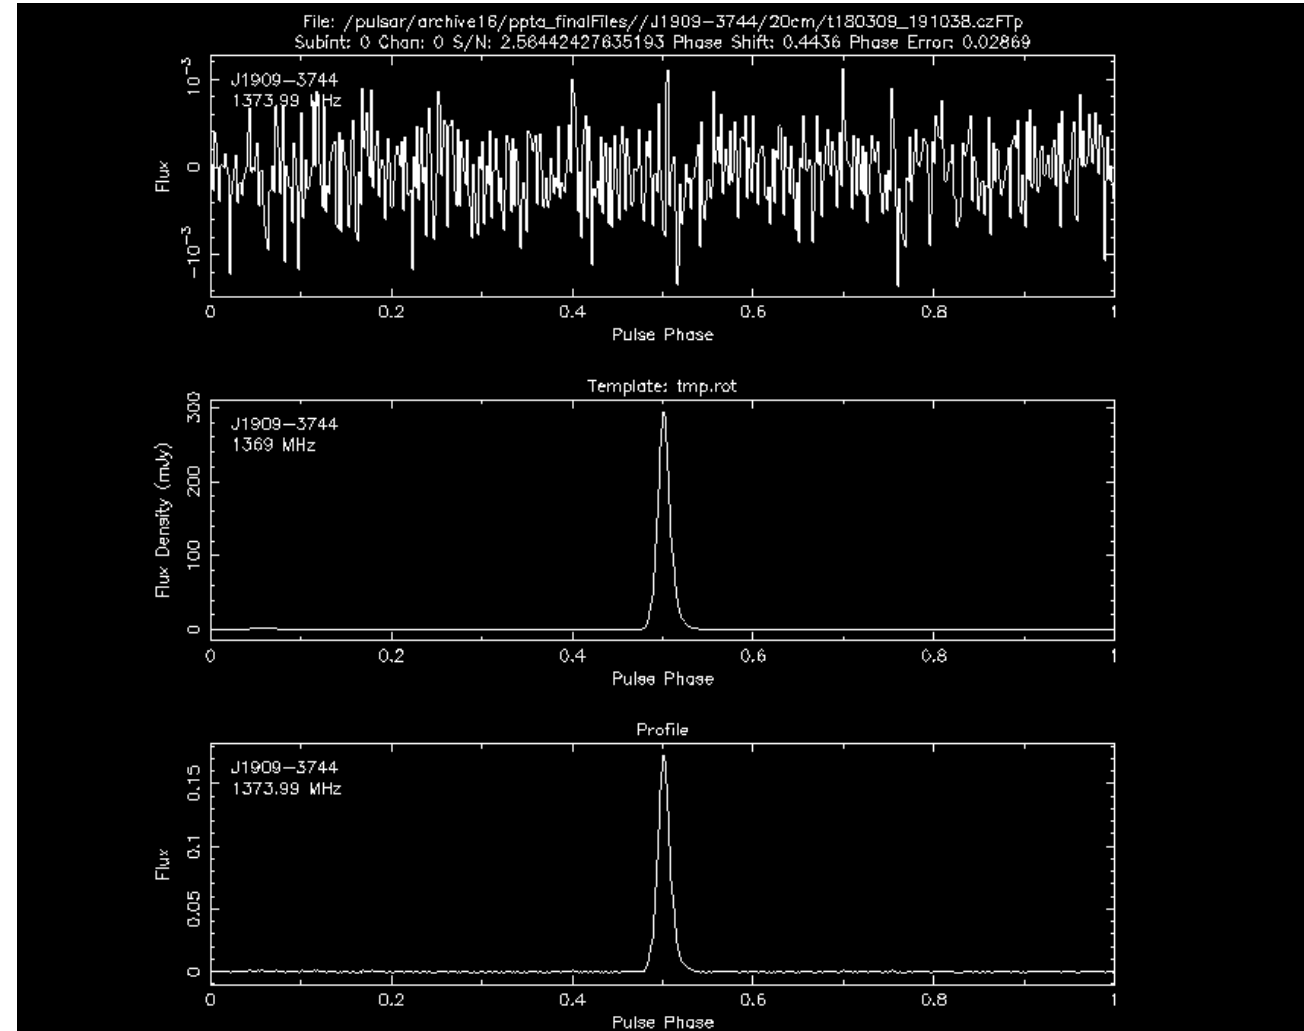 File: /pulsar/archive16/ppta_finalFiles//J1909-3744/20cm/t180309_191038.czFTp
Subint: 0 Chan: 0 S/N: 2.56442427635193 Phase Shift: 0.4436 Phase Error: 0.02869
J1909-3744
1373.99 MHz
Flux
10-3
0
-10-3
0 0.2 0.4 0.6 0.8 1
Pulse Phase
Template: tmp.rot
J1909-3744
1369 MHz
Flux Density (mJy)
300
200
100
0
0 0.2 0.4 0.6 0.8 1
Pulse Phase
Profile
J1909-3744
1373.99 MHz
Flux
0.15
0.1
0.05
0
0 0.2 0.4 0.6 0.8 1
Pulse Phase